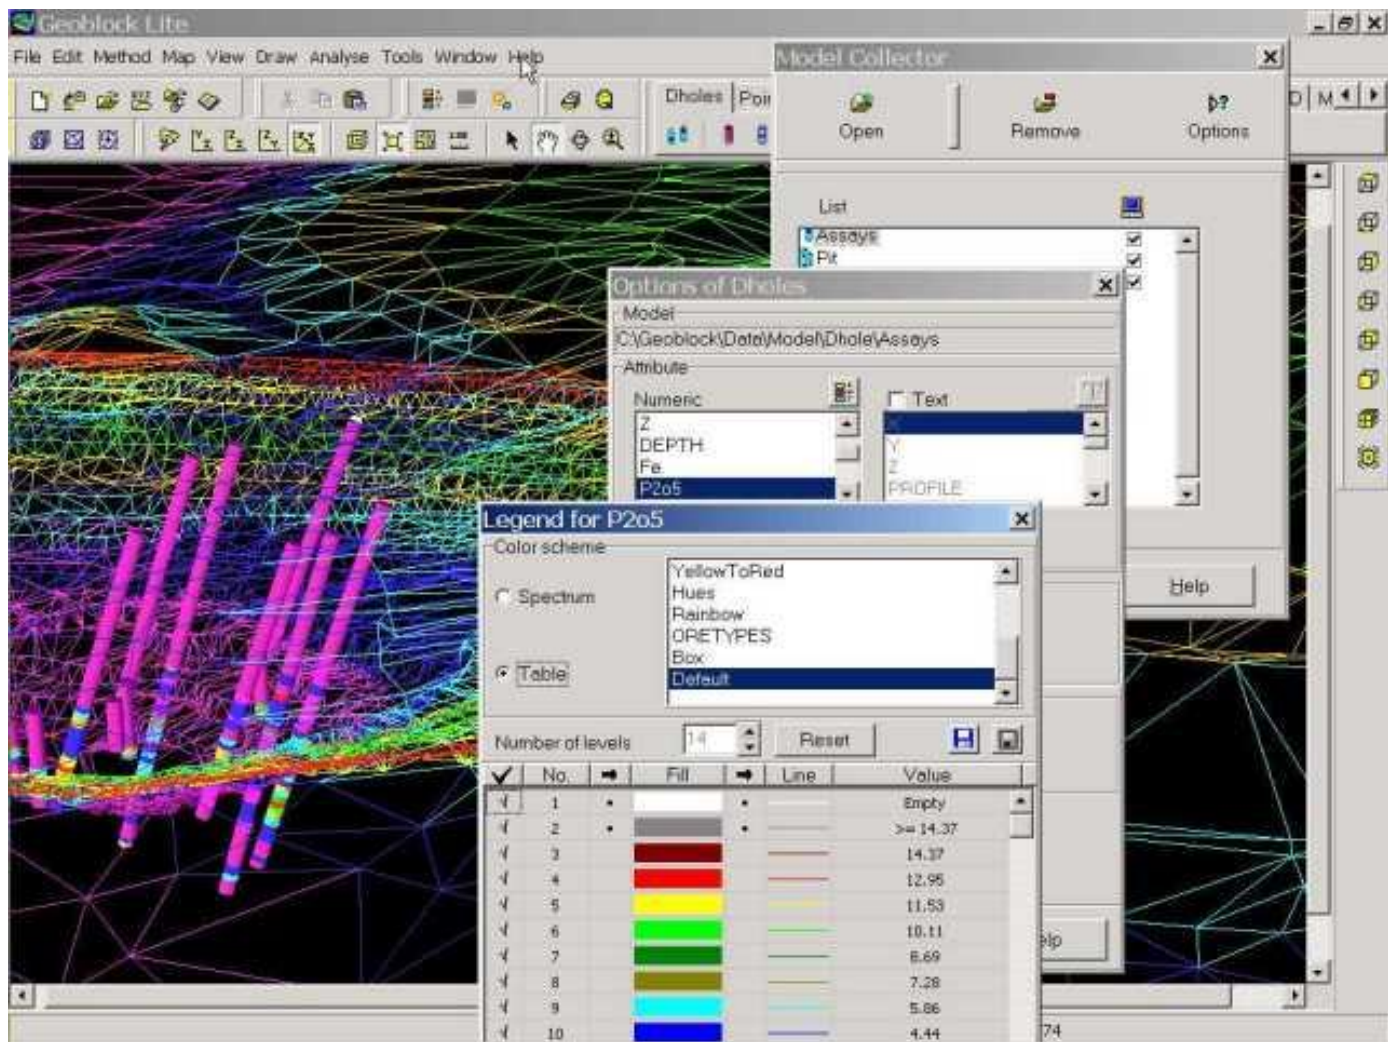 Geoblock Lite
File Edit Method Map View Draw Analyse Tools Window Help
Dholes
Model Collector
Open Remove Options
List
Assays
Pit
Options of Dholes
Model
C:\Geoblock\Data\Model\Dhole\Assays
Attribute
Numeric Text
Z
DEPTH
Fe
P2o5
Y
Z
PROFILE
Help
Legend for P2o5
Color scheme
Spectrum
Table
YellowToRed
Hues
Rainbow
ORETYPES
Box
Default
Number of levels 14 Reset
No. Fill Line Value
1 Empty
2 >= 14.37
3 14.37
4 12.95
5 11.53
6 10.11
7 8.69
8 7.28
9 5.86
10 4.44
74